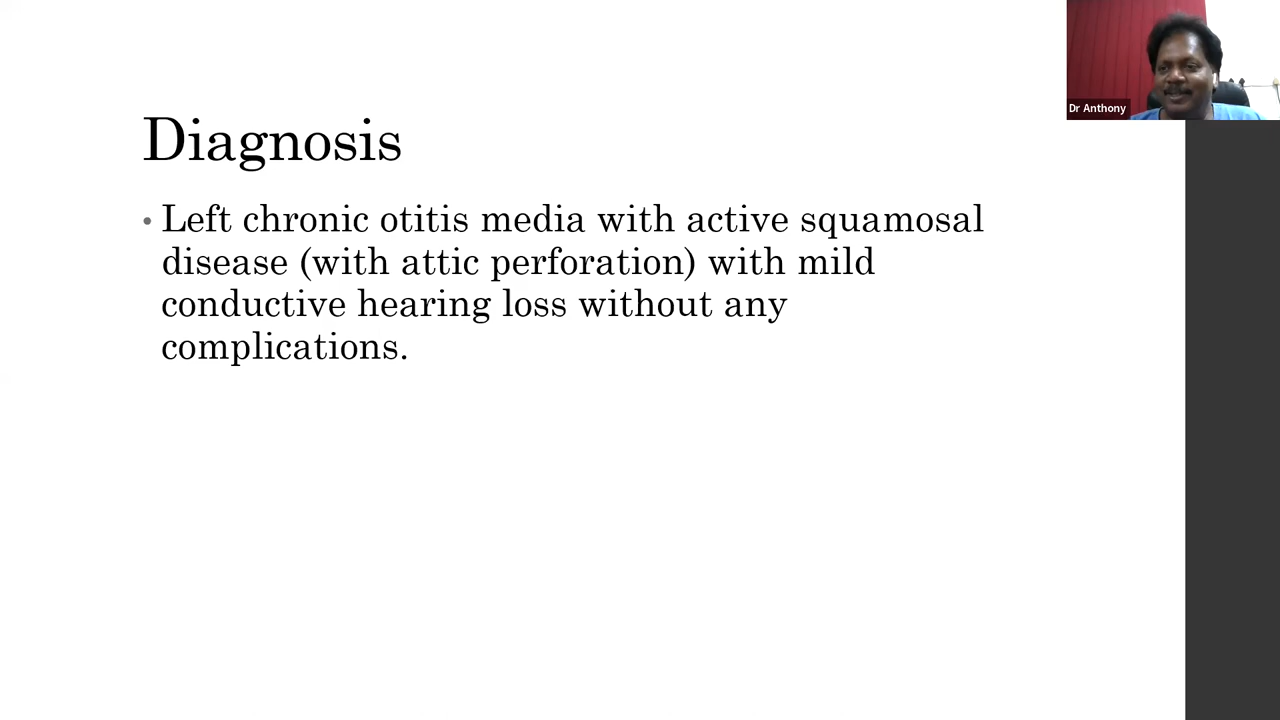 Dr Anthony
Diagnosis
• Left chronic otitis media with active squamosal
disease (with attic perforation) with mild
conductive hearing loss without any
complications.